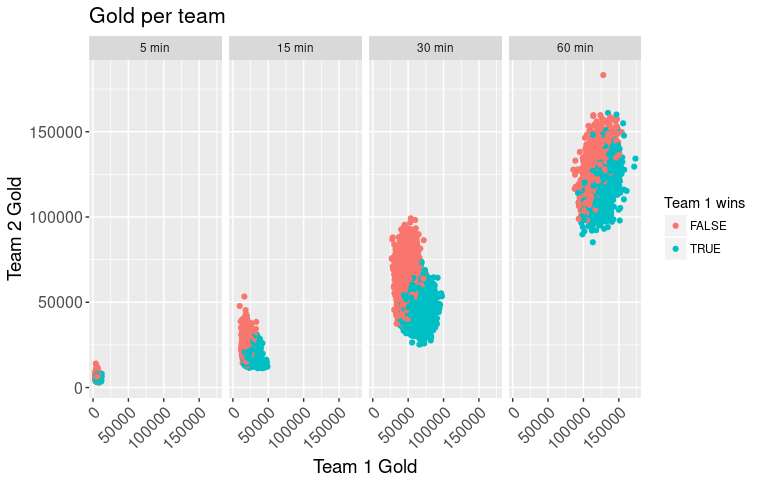 Gold per team
5 min 15 min 30 min 60 min
150000
100000
50000
0
Team 2 Gold
0 50000 100000 150000 0 50000 100000 150000 0 50000 100000 150000 0 50000 100000 150000
Team 1 Gold
Team 1 wins
FALSE
TRUE